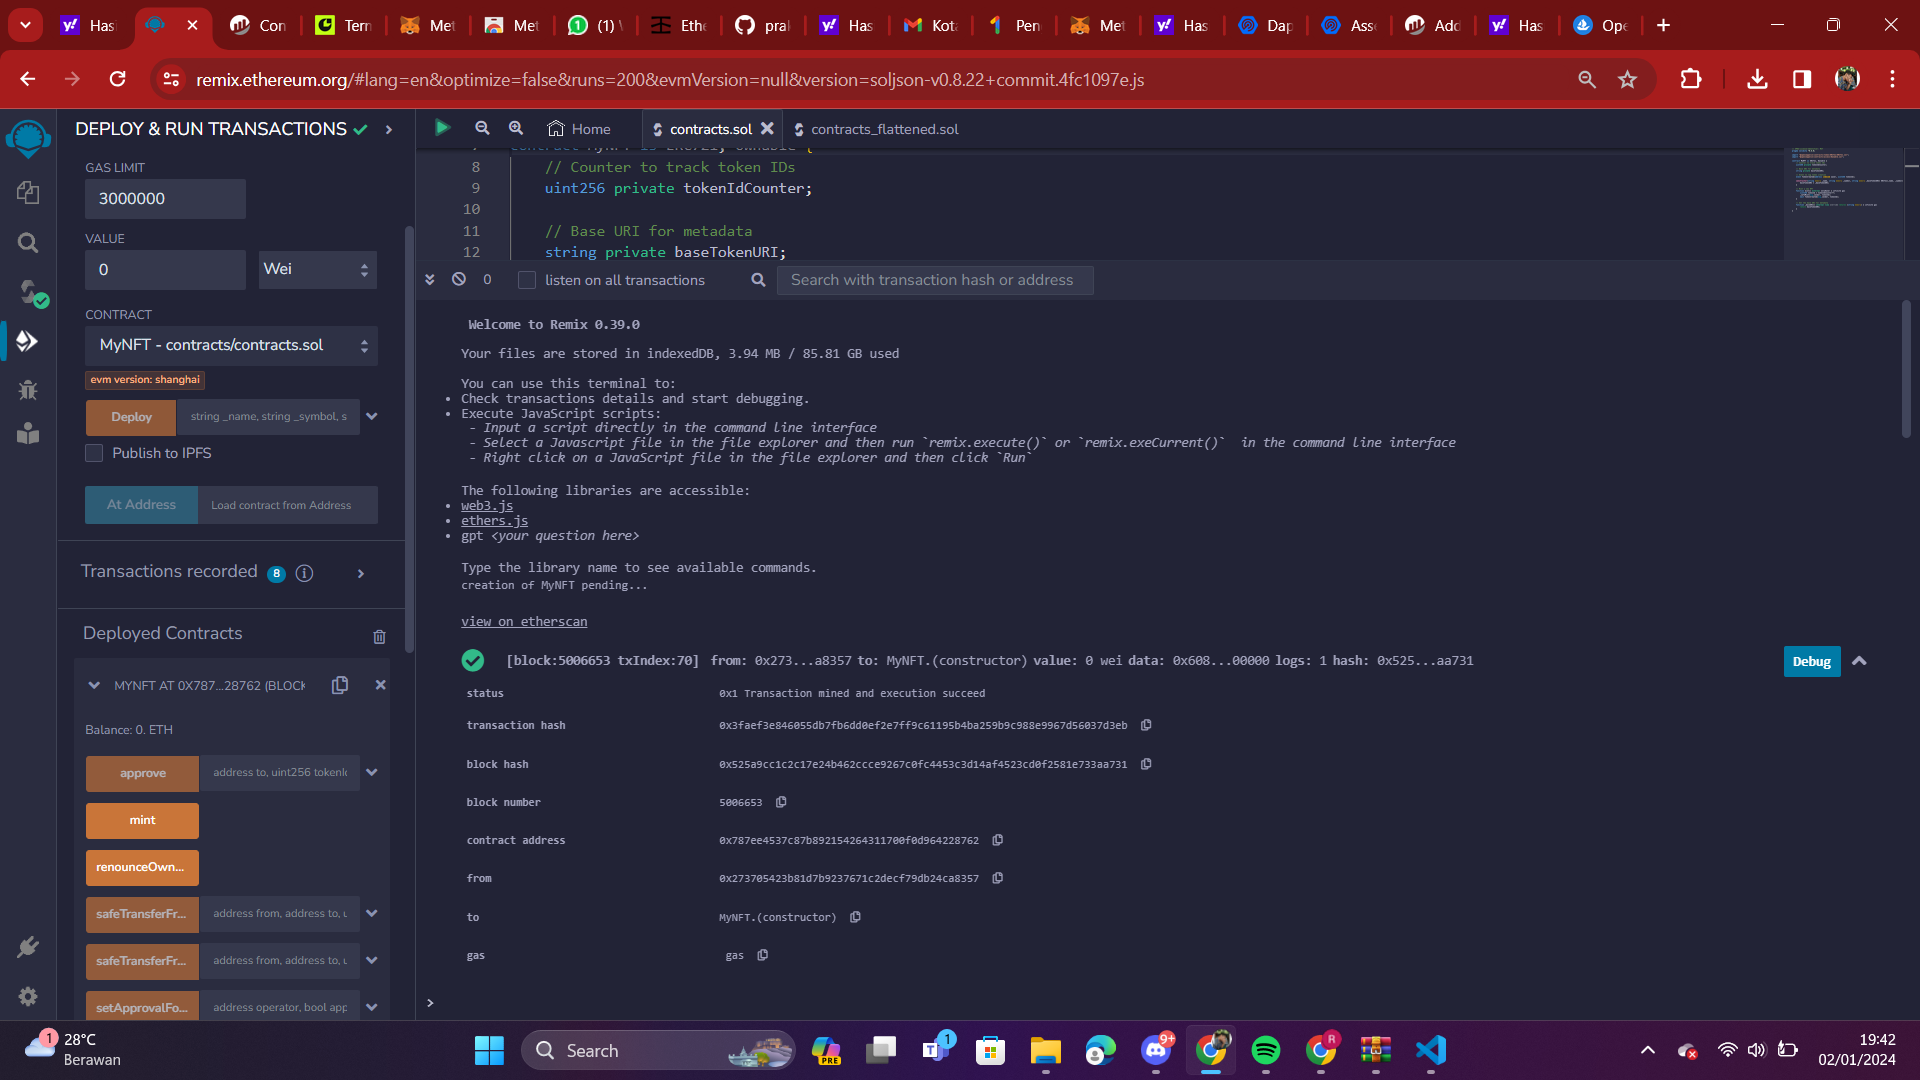 Has
Con
Terr
Met
Met
(1)
Ethe
pral
Has
Kota
Pen
Met
Has
Dap
Asse
Add
Has
Ope
remix.ethereum.org/#lang=en&optimize=false&runs=200&evmVersion=null&version=soljson-v0.8.22+commit.4fc1097e.js
DEPLOY & RUN TRANSACTIONS
GAS LIMIT
3000000
VALUE
0
Wei
CONTRACT
MyNFT - contracts/contracts.sol
evm version: shanghai
Deploy
string _name, string _symbol, s
Publish to IPFS
At Address
Load contract from Address
Transactions recorded 8
Deployed Contracts
MYNFT AT 0X787...28762 (BLOCK
Balance: 0. ETH
approve
address to, uint256 tokenI
mint
renounceOwn...
safeTransferFr...
address from, address to, u
safeTransferFr...
address from, address to, u
setApprovalFo...
address operator, bool app
Home
contracts.sol
contracts_flattened.sol
8 // Counter to track token IDs
9 uint256 private tokenIdCounter;
10
11 // Base URI for metadata
12 string private baseTokenURI;
0
listen on all transactions
Search with transaction hash or address
Welcome to Remix 0.39.0
Your files are stored in indexedDB, 3.94 MB / 85.81 GB used
You can use this terminal to:
• Check transactions details and start debugging.
• Execute JavaScript scripts:
- Input a script directly in the command line interface
- Select a Javascript file in the file explorer and then run `remix.execute()` or `remix.exeCurrent()` in the command line interface
- Right click on a JavaScript file in the file explorer and then click `Run`
The following libraries are accessible:
• web3.js
• ethers.js
• gpt <your question here>
Type the library name to see available commands.
creation of MyNFT pending...
view on etherscan
[block:5006653 txIndex:70] from: 0x273...a8357 to: MyNFT.(constructor) value: 0 wei data: 0x608...00000 logs: 1 hash: 0x525...aa731
Debug
status 0x1 Transaction mined and execution succeed
transaction hash 0x3faef3e846055db7fb6dd0ef2e7ff9c61195b4ba259b9c988e9967d56037d3eb
block hash 0x525a9cc1c2c17e24b462ccce9267c0fc4453c3d14af4523cd0f2581e733aa731
block number 5006653
contract address 0x787ee4537c87b892154264311700f0d964228762
from 0x273705423b81d7b9237671c2decf79db24ca8357
to MyNFT.(constructor)
gas gas
>
1
28°C
Berawan
Search
PRE
1
9+
R
19:42
02/01/2024